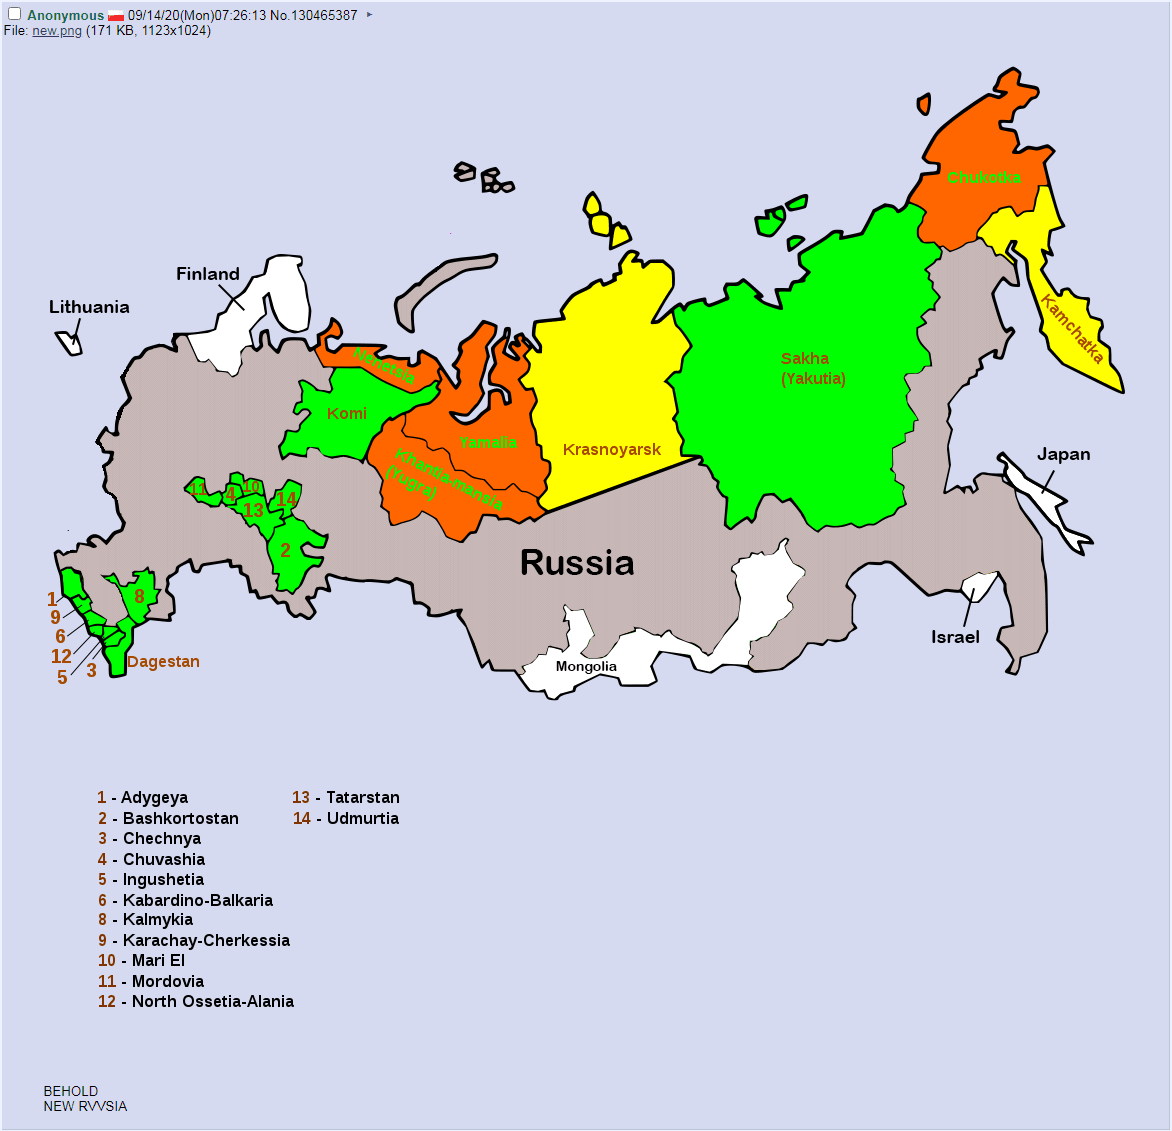 Anonymous 09/14/20(Mon)07:26:13 No.130465387
File: new.png (171 KB, 1123x1024)
Chukotka
Finland
Lithuania
Kamchatka
Nenetsia
Sakha
(Yakutia)
Komi
Yamalia
Krasnoyarsk
Khantia-mansia
(Yugra)
Japan
11
4
10
14
13
2
Russia
8
1
9
6
12
5
3
Dagestan
Mongolia
Israel
1 - Adygeya
2 - Bashkortostan
3 - Chechnya
4 - Chuvashia
5 - Ingushetia
6 - Kabardino-Balkaria
8 - Kalmykia
9 - Karachay-Cherkessia
10 - Mari El
11 - Mordovia
12 - North Ossetia-Alania
13 - Tatarstan
14 - Udmurtia
BEHOLD
NEW RVVSIA